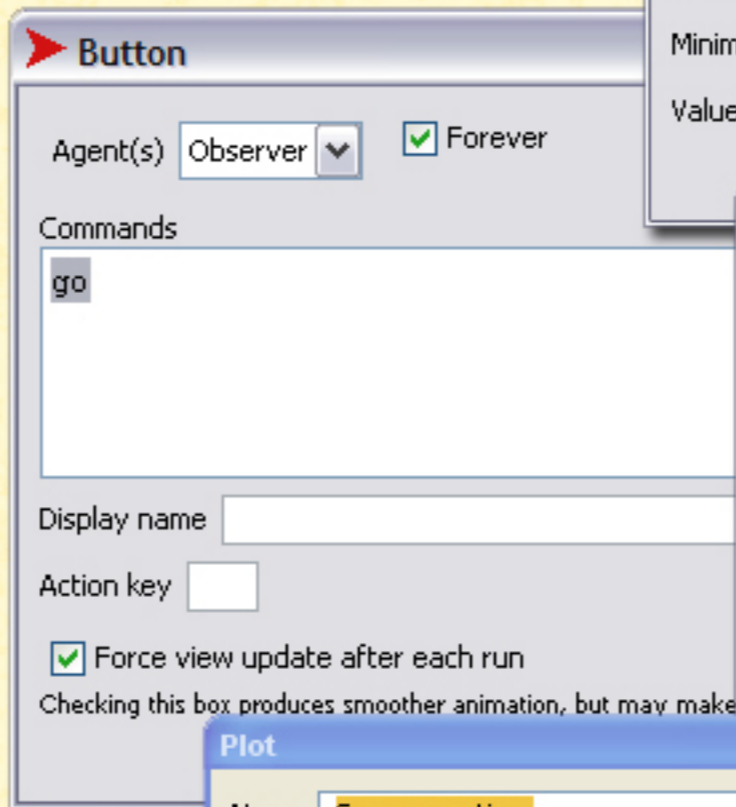 Button
Minim
Value
Agent(s) Observer Forever
Commands
go
Display name
Action key
Force view update after each run
Checking this box produces smoother animation, but may make
Plot